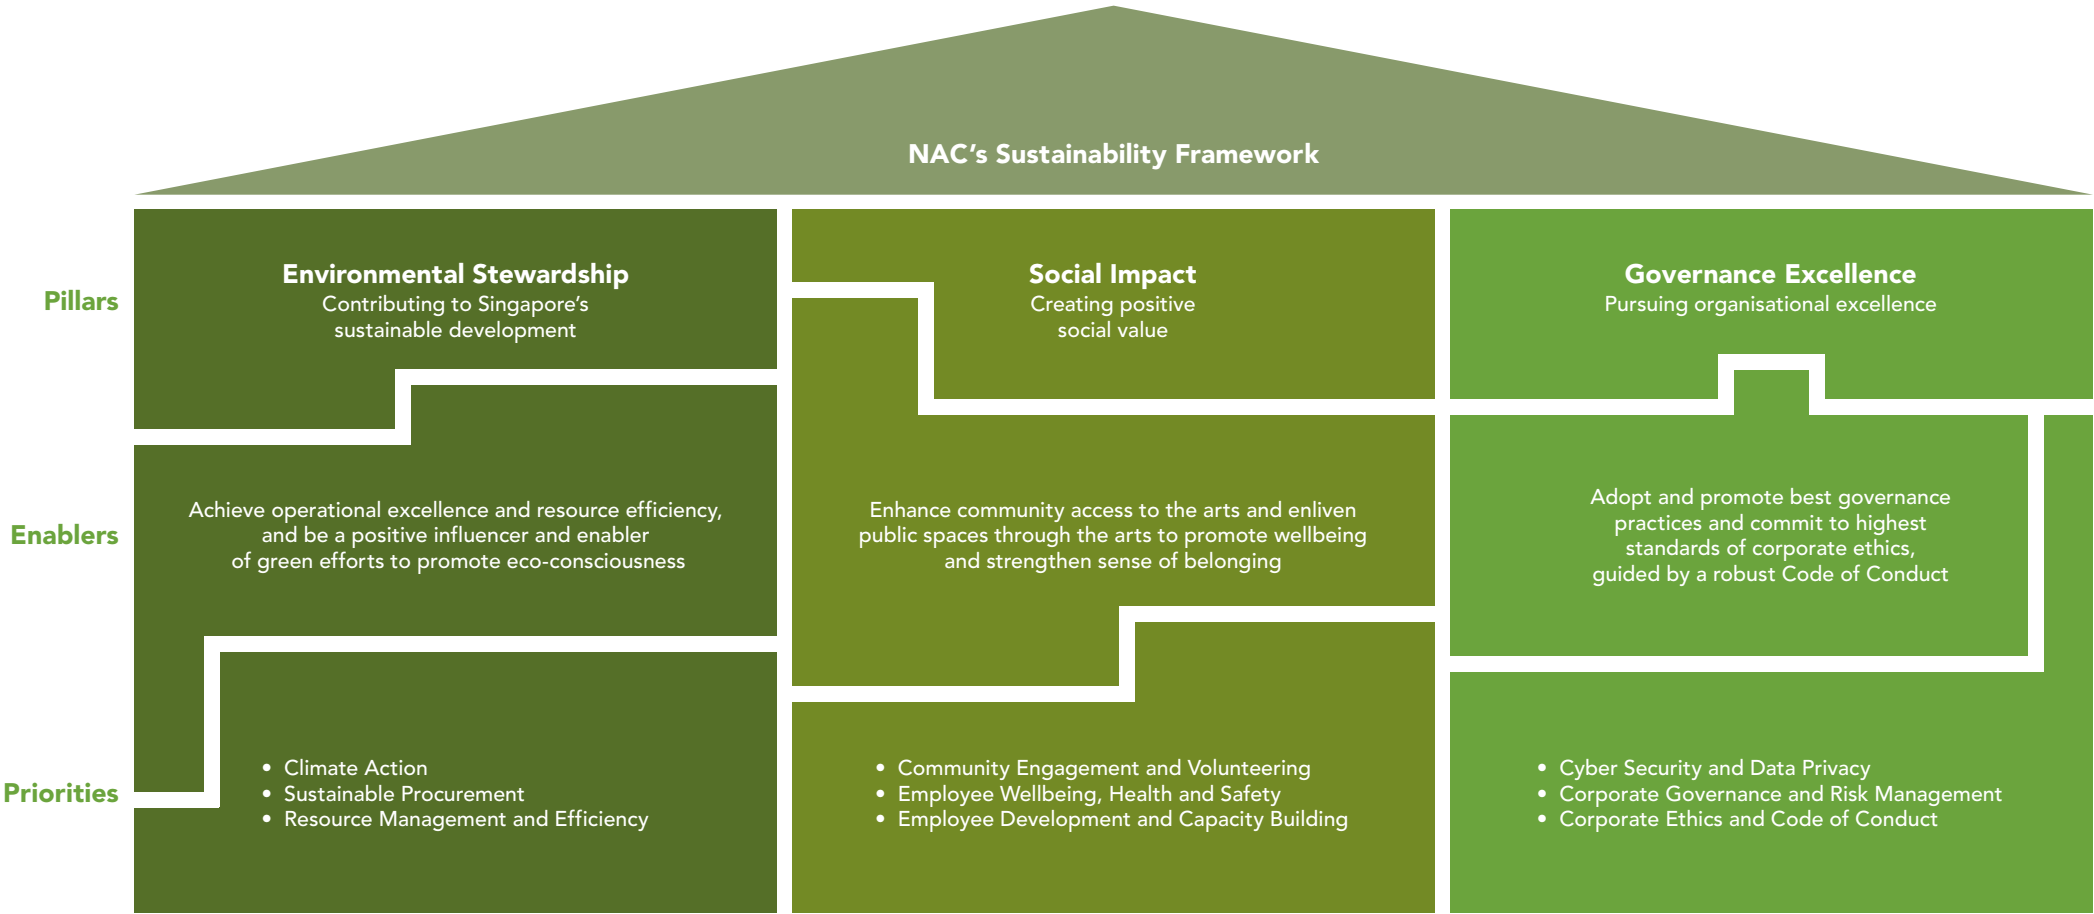 NAC’s Sustainability Framework
Pillars
Environmental Stewardship
Contributing to Singapore’s
sustainable development
Social Impact
Creating positive
social value
Governance Excellence
Pursuing organisational excellence
Enablers
Achieve operational excellence and resource efficiency,
and be a positive influencer and enabler
of green efforts to promote eco-consciousness
Enhance community access to the arts and enliven
public spaces through the arts to promote wellbeing
and strengthen sense of belonging
Adopt and promote best governance
practices and commit to highest
standards of corporate ethics,
guided by a robust Code of Conduct
Priorities
• Climate Action
• Sustainable Procurement
• Resource Management and Efficiency
• Community Engagement and Volunteering
• Employee Wellbeing, Health and Safety
• Employee Development and Capacity Building
• Cyber Security and Data Privacy
• Corporate Governance and Risk Management
• Corporate Ethics and Code of Conduct